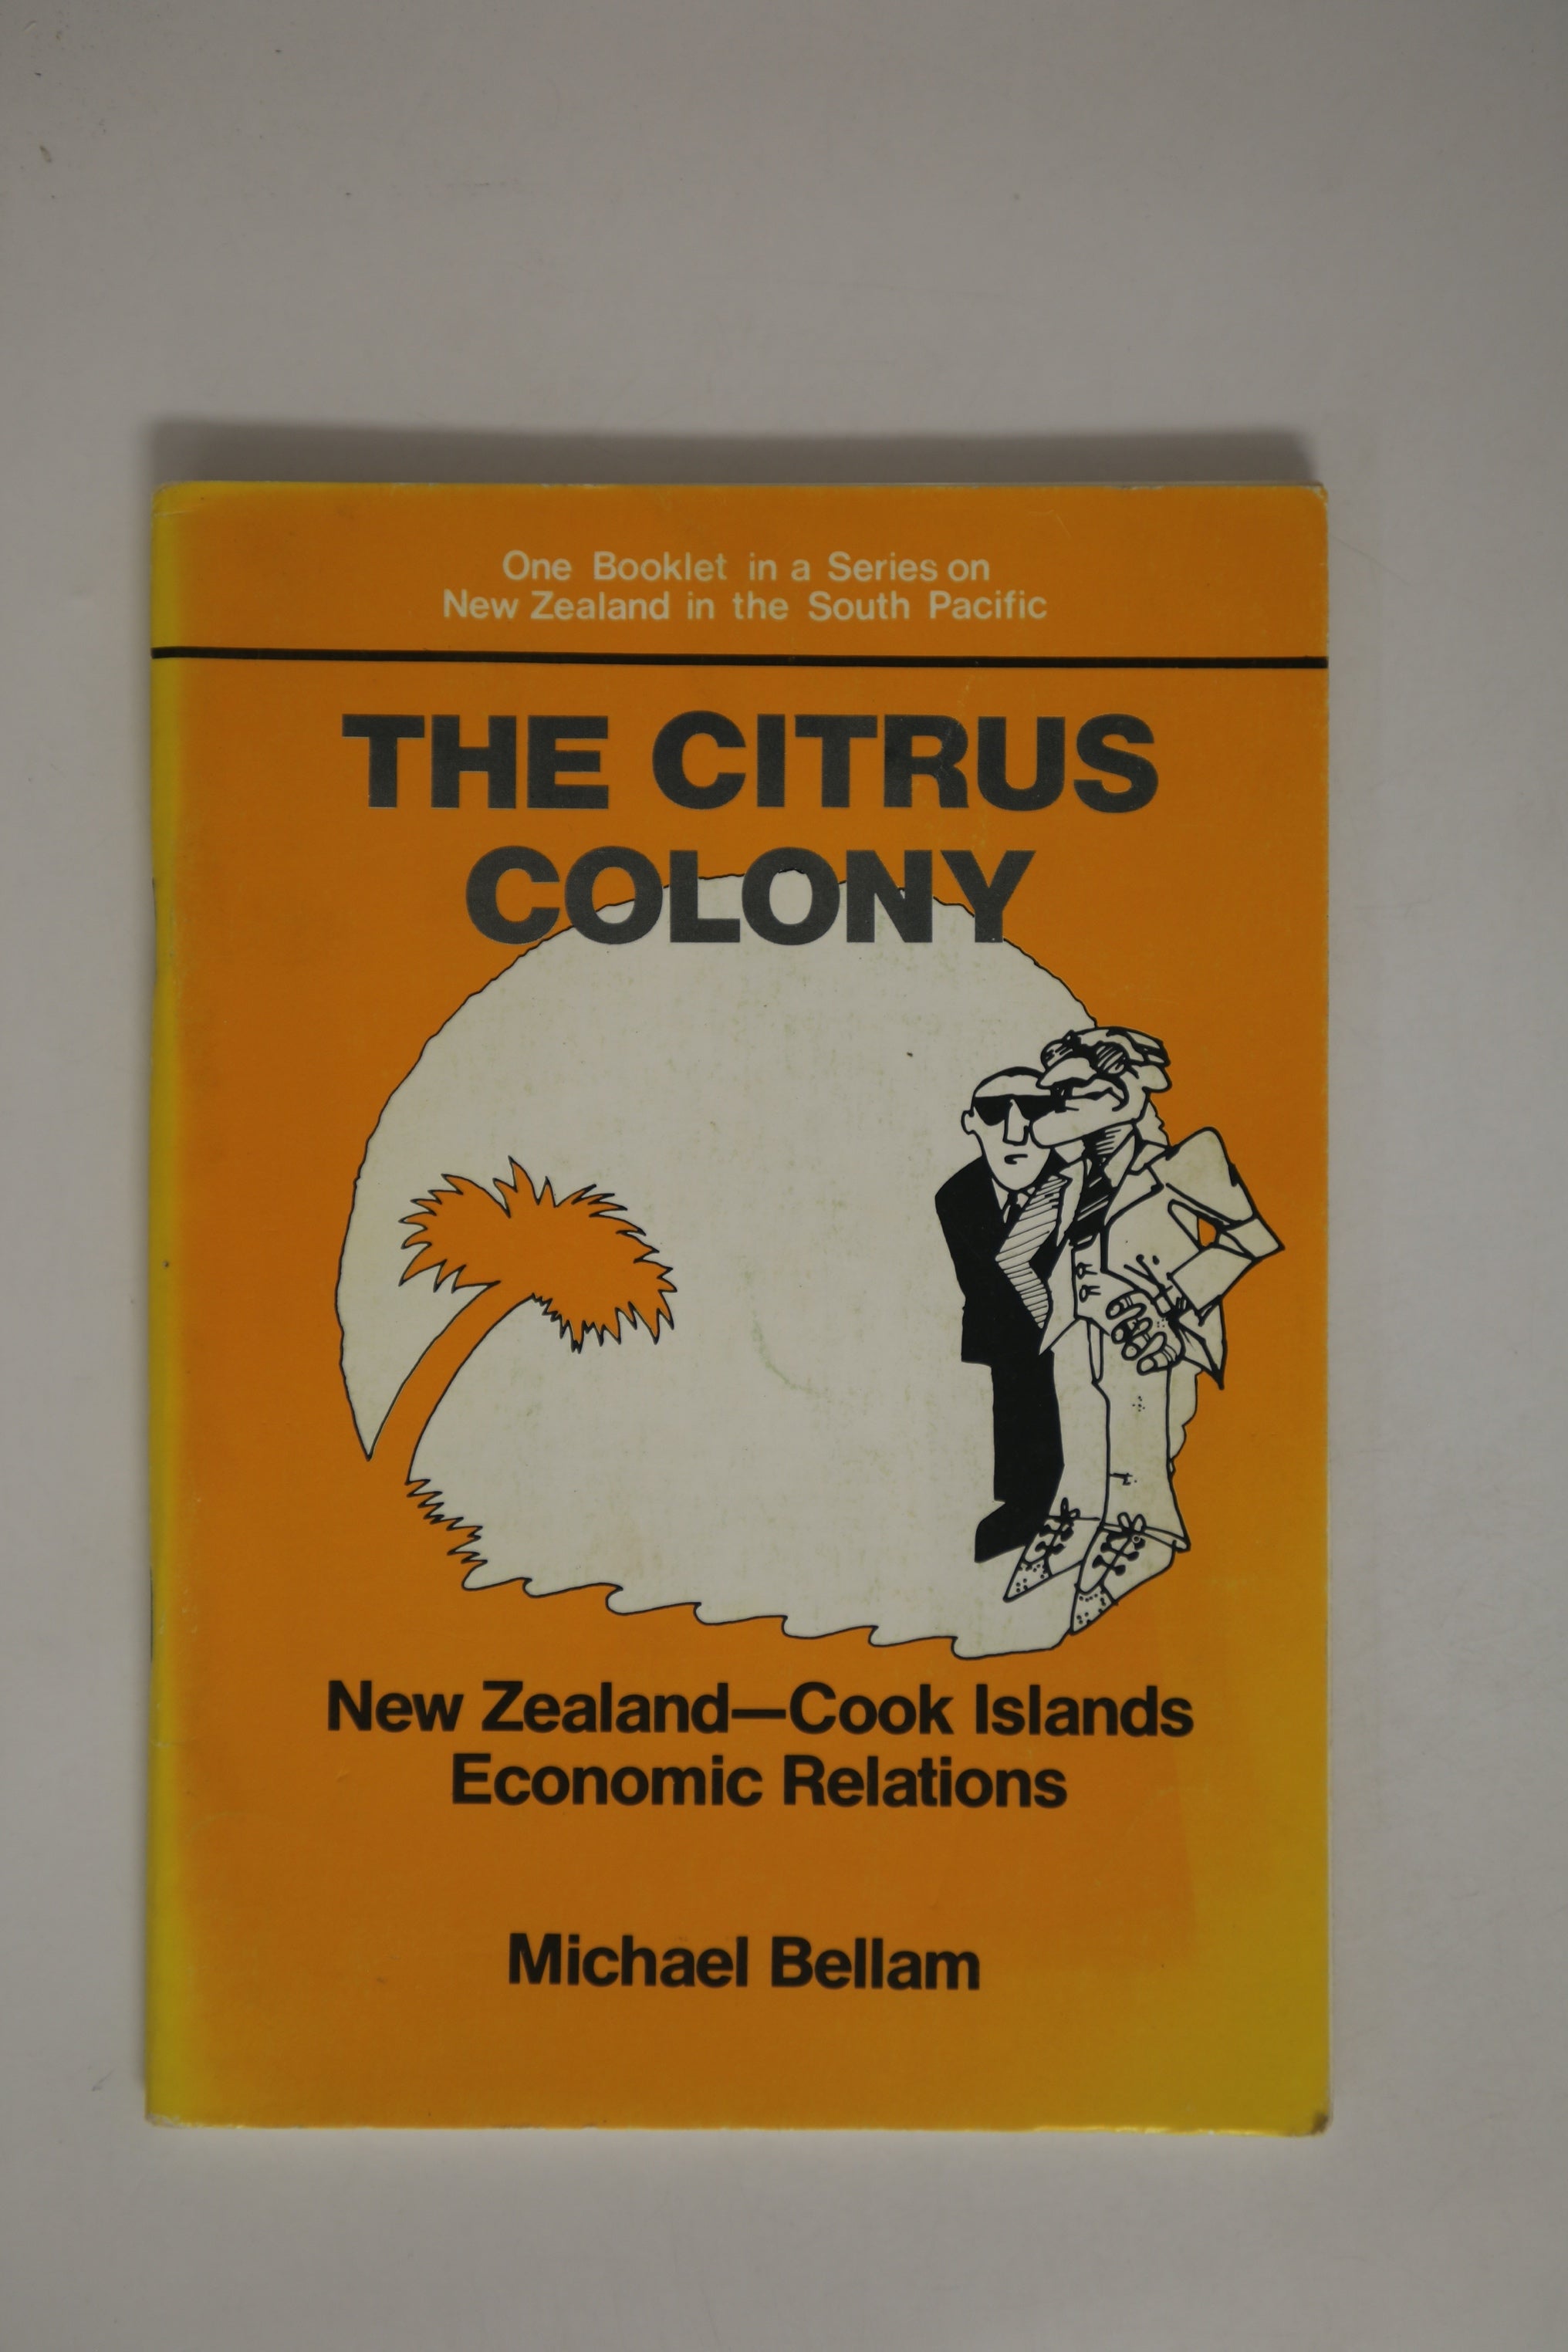 One Booklet in a Series on
New Zealand in the South Pacific
THE CITRUS
COLONY
New Zealand—Cook Islands
Economic Relations
Michael Bellam